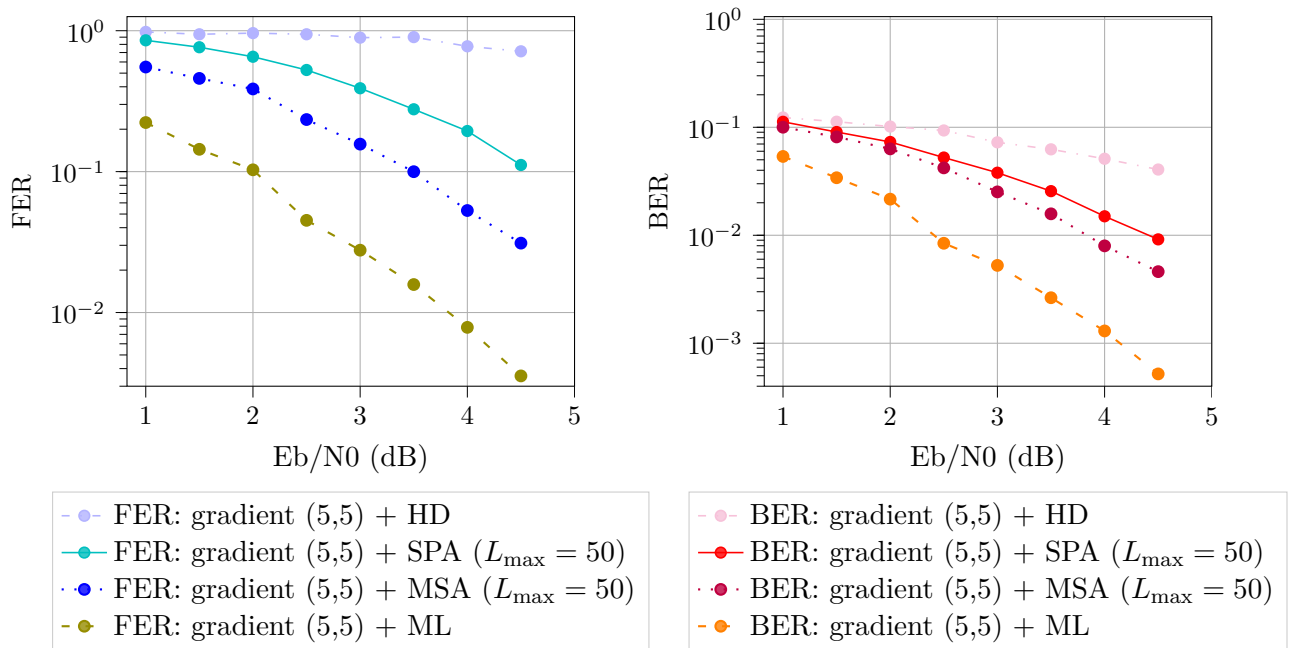 10^0
10^{-1}
10^{-2}
FER
1 2 3 4 5
Eb/N0 (dB)
FER: gradient (5,5) + HD
FER: gradient (5,5) + SPA (L_max = 50)
FER: gradient (5,5) + MSA (L_max = 50)
FER: gradient (5,5) + ML
10^0
10^{-1}
10^{-2}
10^{-3}
BER
1 2 3 4 5
Eb/N0 (dB)
BER: gradient (5,5) + HD
BER: gradient (5,5) + SPA (L_max = 50)
BER: gradient (5,5) + MSA (L_max = 50)
BER: gradient (5,5) + ML